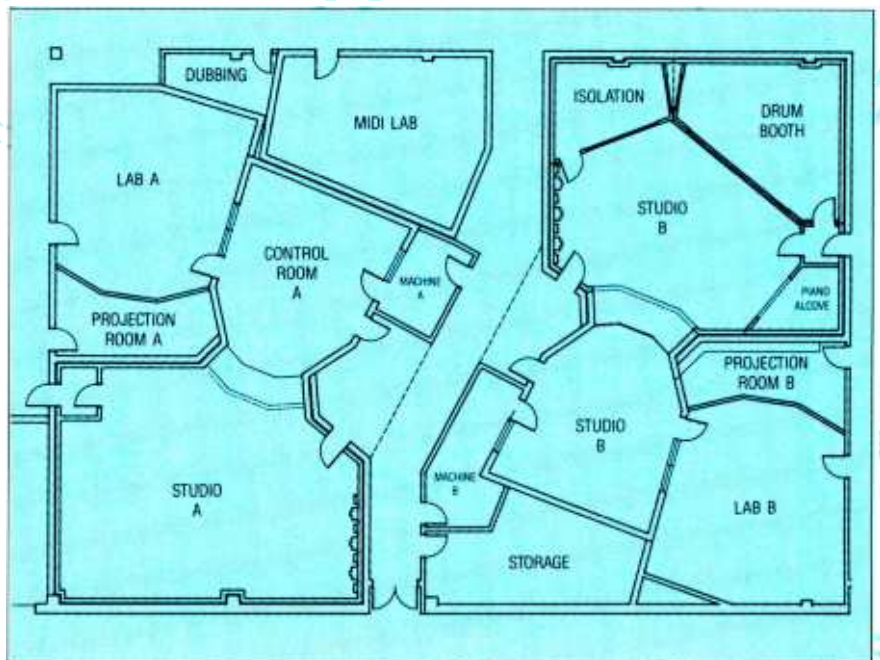 DUBBING
MIDI LAB
LAB A
CONTROL
ROOM
A
MACHINE
A
PROJECTION
ROOM A
STUDIO
A
ISOLATION
DRUM
BOOTH
STUDIO
B
PIANO
ALCOVE
PROJECTION
ROOM B
STUDIO
B
MACHINE
B
LAB B
STORAGE